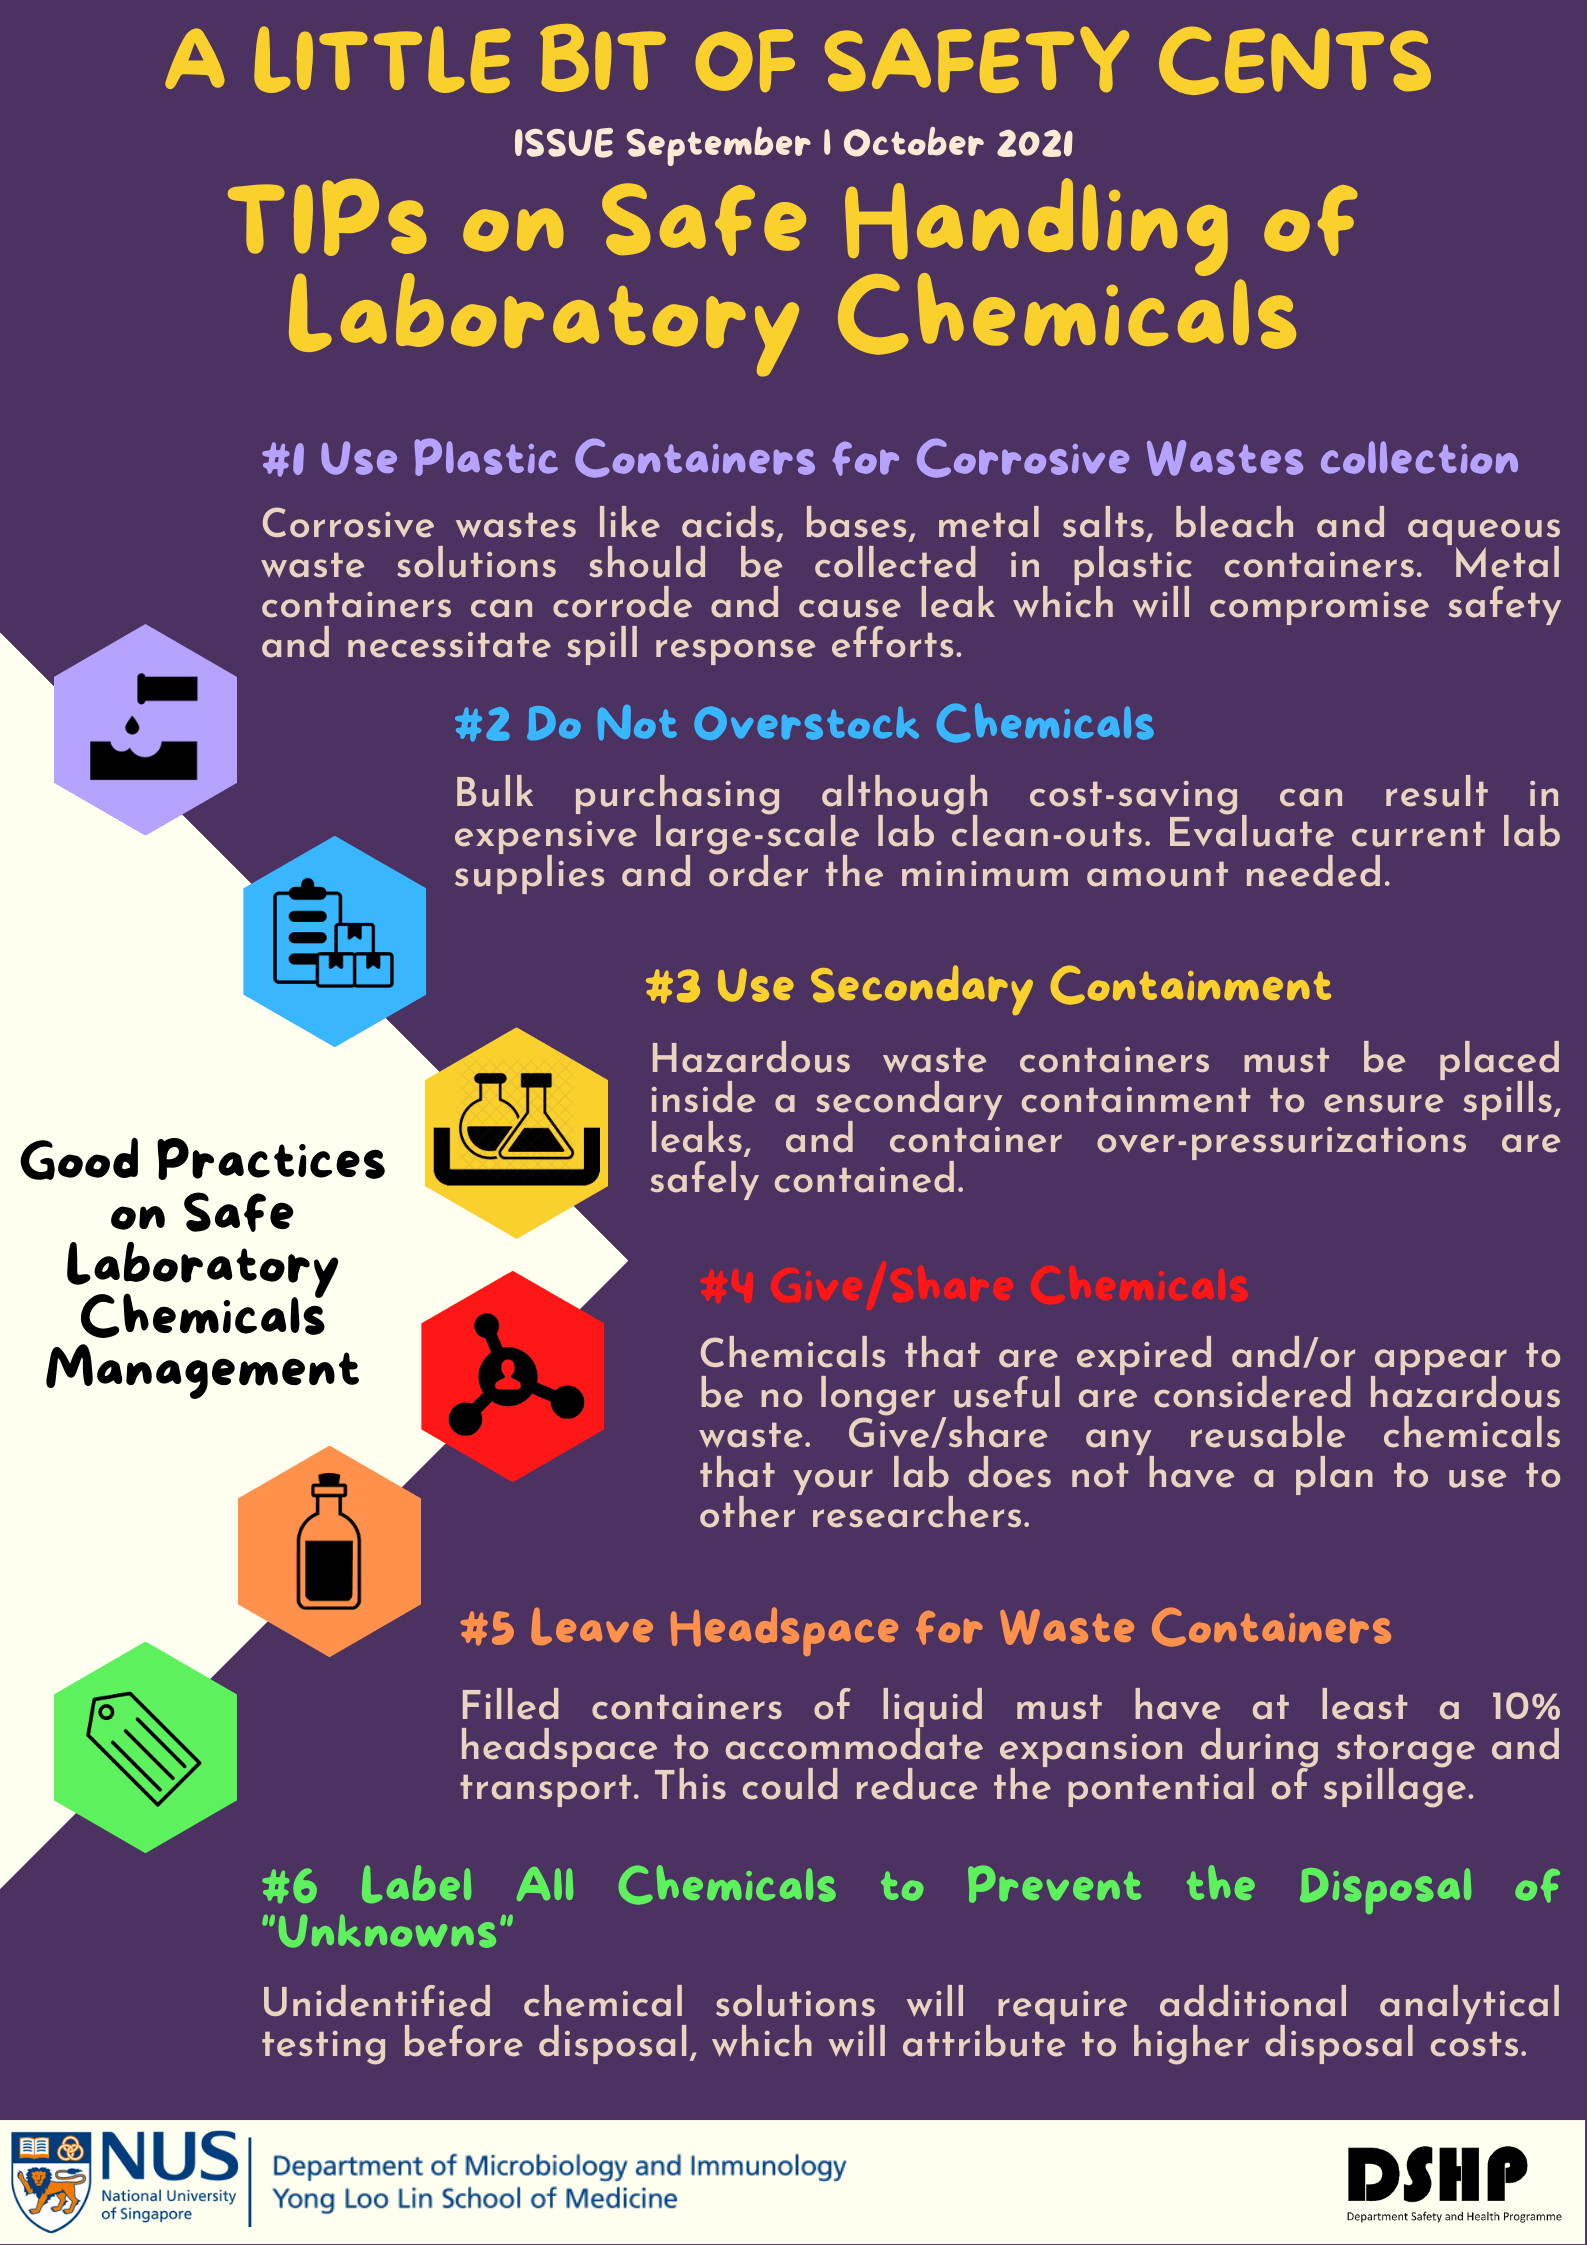 A LITTLE BIT OF SAFETY CENTS
ISSUE September | October 2021
TIPs on Safe Handling of
Laboratory Chemicals
#1 Use Plastic Containers for Corrosive Wastes collection
Corrosive wastes like acids, bases, metal salts, bleach and aqueous
waste solutions should be collected in plastic containers. Metal
containers can corrode and cause leak which will compromise safety
and necessitate spill response efforts.
#2 Do Not Overstock Chemicals
Bulk purchasing although cost-saving can result in
expensive large-scale lab clean-outs. Evaluate current lab
supplies and order the minimum amount needed.
#3 Use Secondary Containment
Hazardous waste containers must be placed
inside a secondary containment to ensure spills,
leaks, and container over-pressurizations are
safely contained.
Good Practices
on Safe
Laboratory
Chemicals
Management
#4 Give/Share Chemicals
Chemicals that are expired and/or appear to
be no longer useful are considered hazardous
waste. Give/share any reusable chemicals
that your lab does not have a plan to use to
other researchers.
#5 Leave Headspace for Waste Containers
Filled containers of liquid must have at least a 10%
headspace to accommodate expansion during storage and
transport. This could reduce the pontential of spillage.
#6 Label All Chemicals to Prevent the Disposal of
"Unknowns"
Unidentified chemical solutions will require additional analytical
testing before disposal, which will attribute to higher disposal costs.
NUS
National University
of Singapore
Department of Microbiology and Immunology
Yong Loo Lin School of Medicine
DSHP
Department Safety and Health Programme